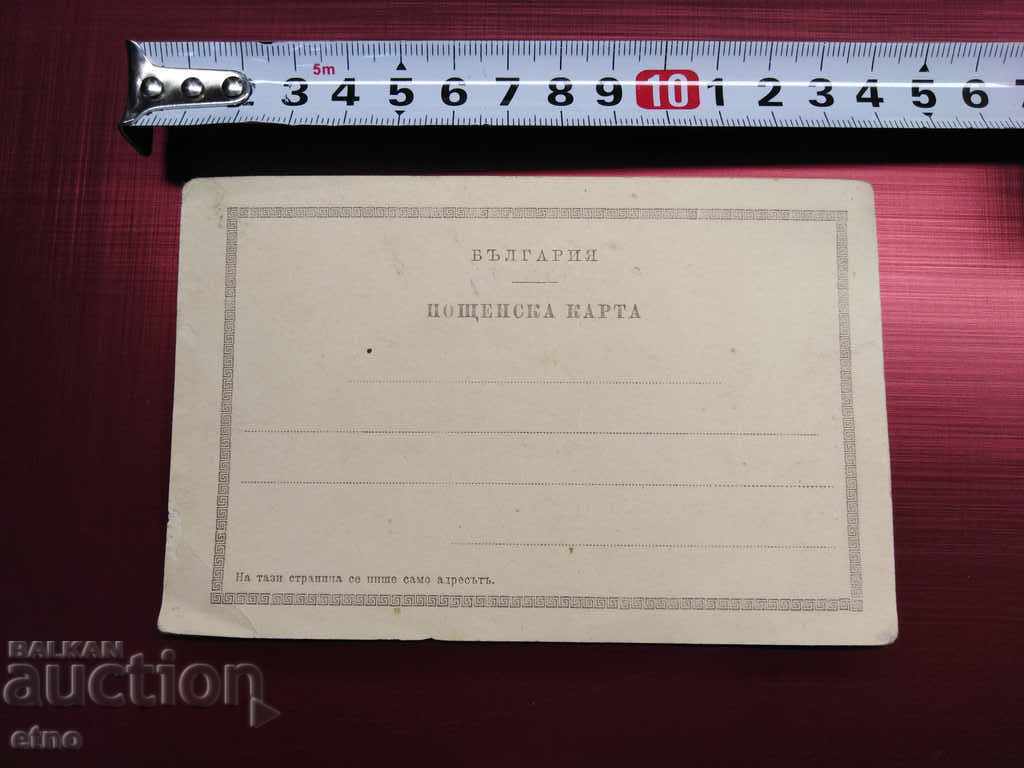 5m
2 3 4 5 6 7 8 9 10 1 2 3 4 5 6 7
БЪЛГАРИЯ
ПОЩЕНСКА КАРТА
На тази страница се пише само адресътъ.
BALKAN
auction
etno